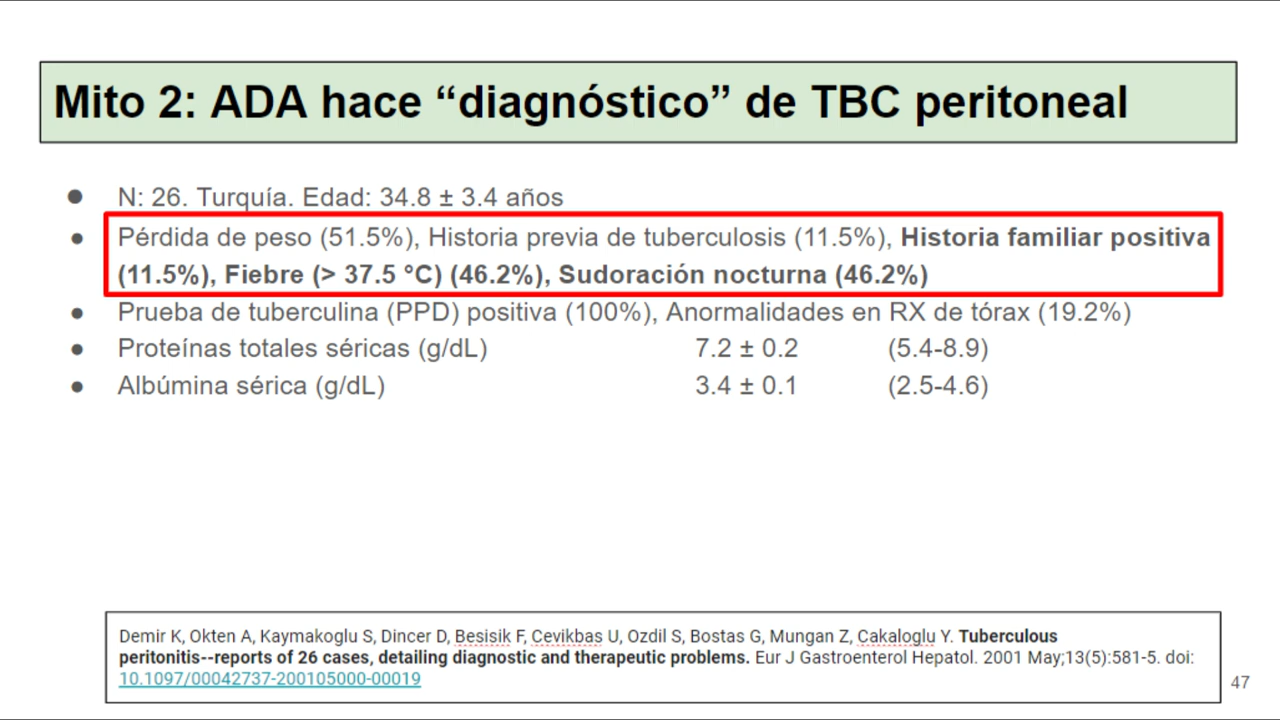 Mito 2: ADA hace “diagnóstico” de TBC peritoneal
● N: 26. Turquía. Edad: 34.8 ± 3.4 años
● Pérdida de peso (51.5%), Historia previa de tuberculosis (11.5%), Historia familiar positiva
(11.5%), Fiebre (> 37.5 °C) (46.2%), Sudoración nocturna (46.2%)
● Prueba de tuberculina (PPD) positiva (100%), Anormalidades en RX de tórax (19.2%)
● Proteínas totales séricas (g/dL) 7.2 ± 0.2 (5.4-8.9)
● Albúmina sérica (g/dL) 3.4 ± 0.1 (2.5-4.6)
Demir K, Okten A, Kaymakoglu S, Dincer D, Besisik F, Cevikbas U, Ozdil S, Bostas G, Mungan Z, Cakaloglu Y. Tuberculous
peritonitis--reports of 26 cases, detailing diagnostic and therapeutic problems. Eur J Gastroenterol Hepatol. 2001 May;13(5):581-5. doi:
10.1097/00042737-200105000-00019
47